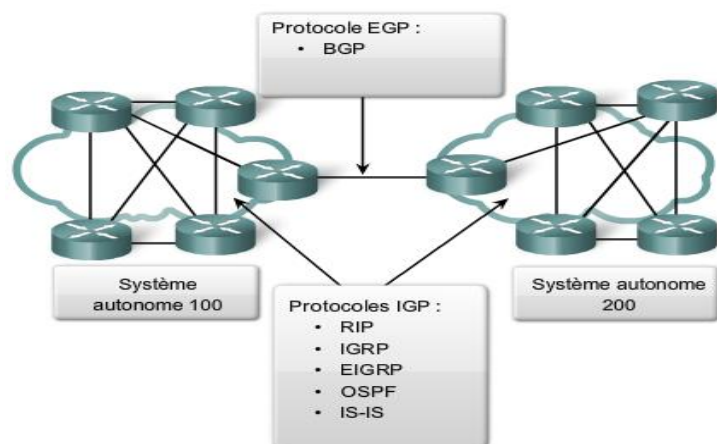 Protocole EGP :
• BGP
Système
autonome 100
Système autonome
200
Protocoles IGP :
• RIP
• IGRP
• EIGRP
• OSPF
• IS-IS